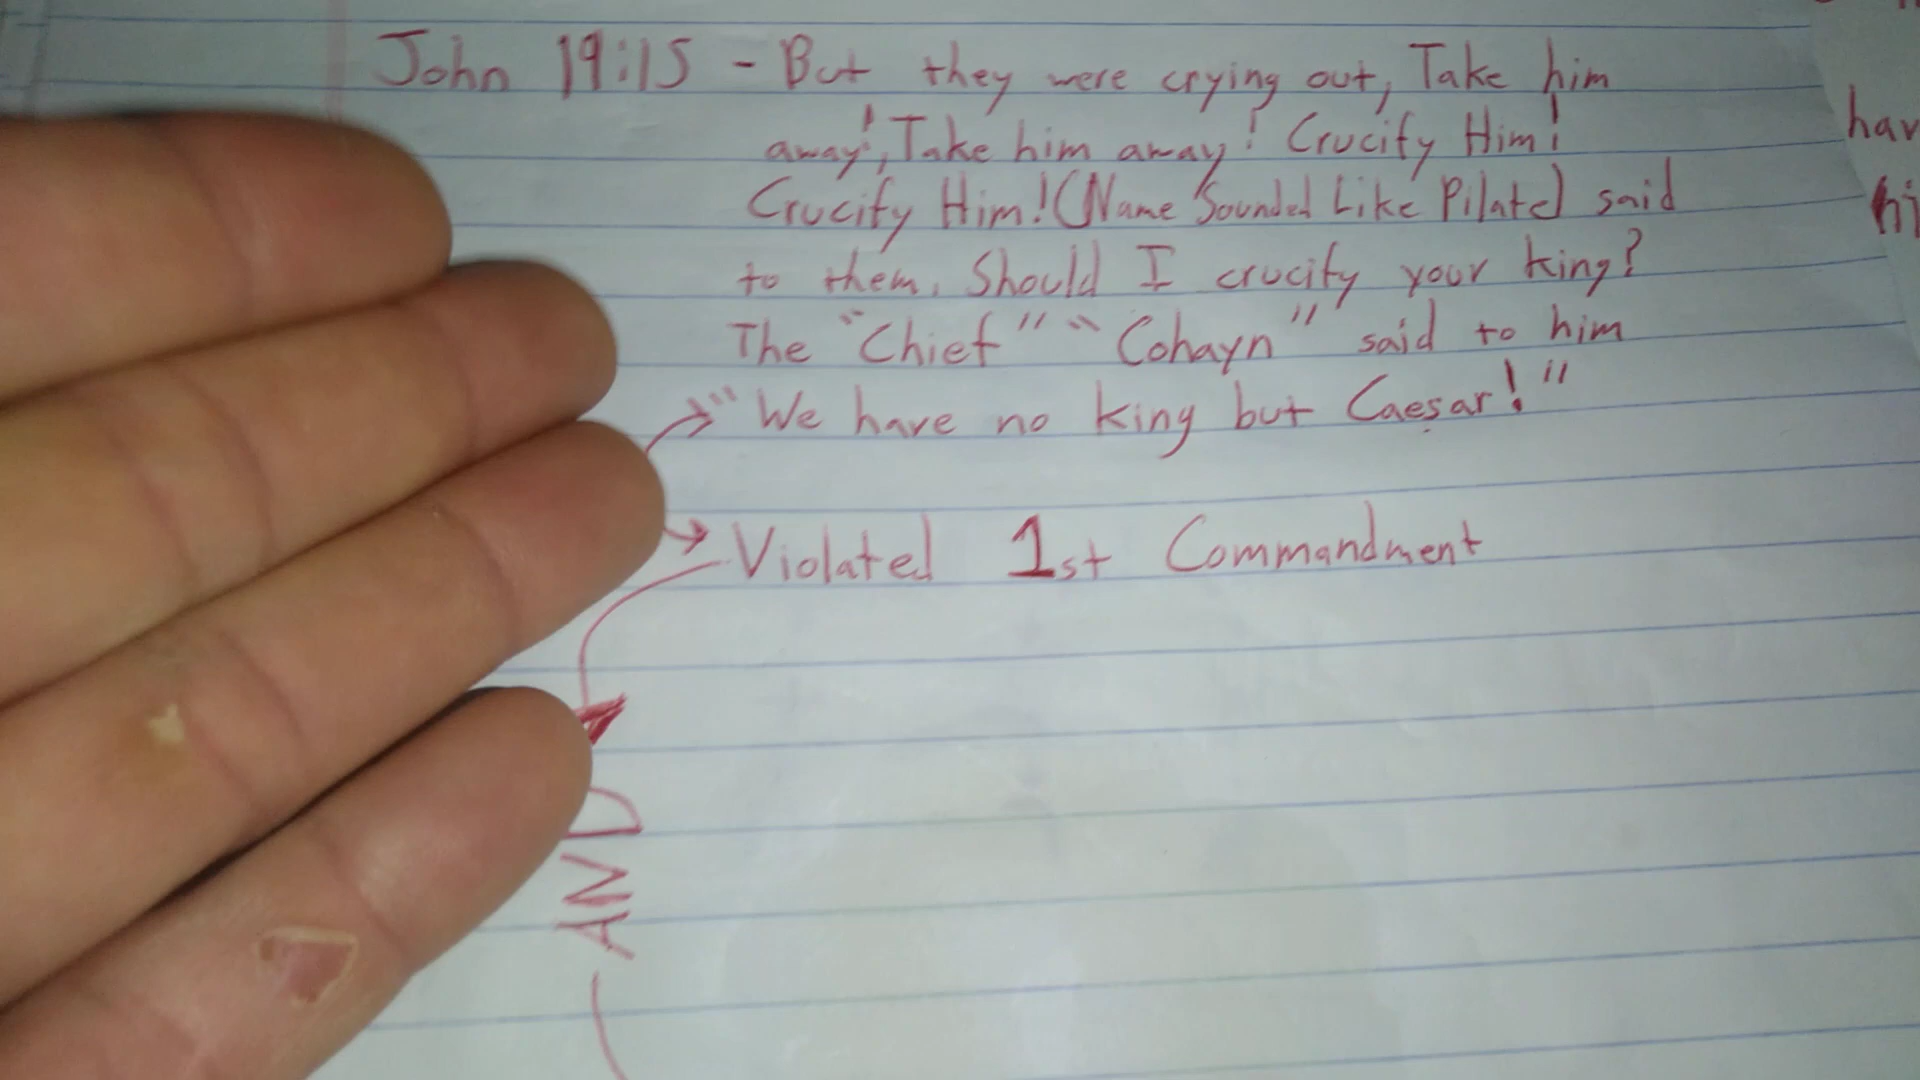 John 19:15 - But they were crying out, Take him
away!, Take him away! Crucify Him!
Crucify Him! (Name Sounded Like Pilate) said
to them, Should I crucify your king?
The "Chief" "Cohayn" said to him
"We have no king but Caesar!"
Violated 1st Commandment
AND
hav
hi